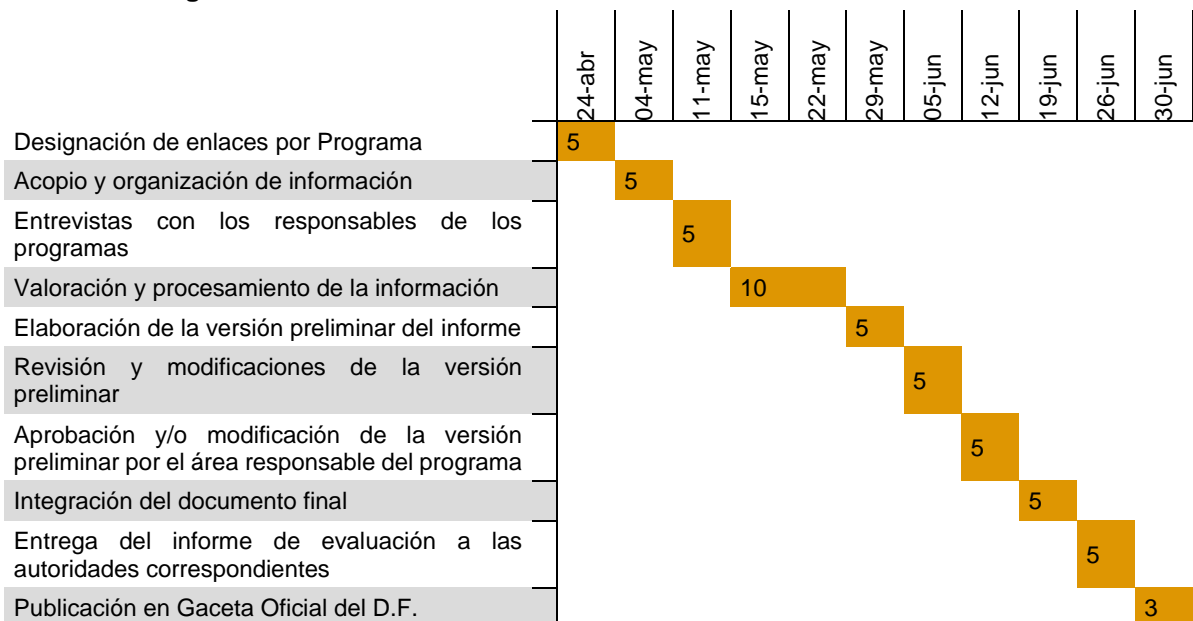 24-abr 04-may 11-may 15-may 22-may 29-may 05-jun 12-jun 19-jun 26-jun 30-jun
Designación de enlaces por Programa 5
Acopio y organización de información 5
Entrevistas con los responsables de los
programas 5
Valoración y procesamiento de la información 10
Elaboración de la versión preliminar del informe 5
Revisión y modificaciones de la versión
preliminar 5
Aprobación y/o modificación de la versión
preliminar por el área responsable del programa 5
Integración del documento final 5
Entrega del informe de evaluación a las
autoridades correspondientes 5
Publicación en Gaceta Oficial del D.F. 3